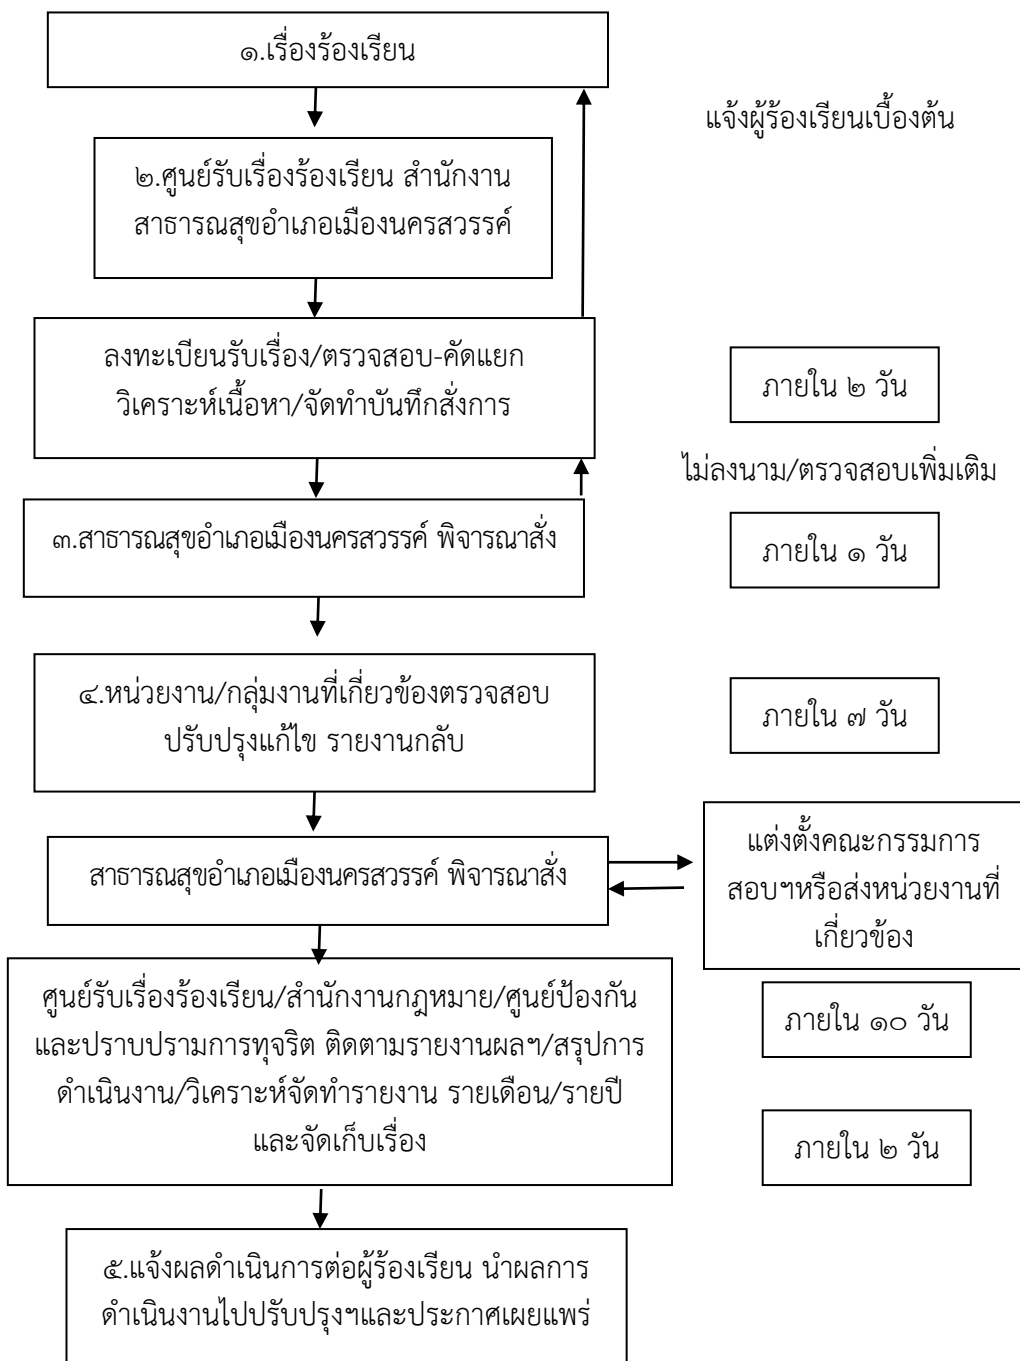 ๑.เรื่องร้องเรียน
แจ้งผู้ร้องเรียนเบื้องต้น
๒.ศูนย์รับเรื่องร้องเรียน สำนักงาน
สาธารณสุขอำเภอเมืองนครสวรรค์
ลงทะเบียนรับเรื่อง/ตรวจสอบ-คัดแยก
วิเคราะห์เนื้อหา/จัดทำบันทึกสั่งการ
ภายใน ๒ วัน
ไม่ลงนาม/ตรวจสอบเพิ่มเติม
๓.สาธารณสุขอำเภอเมืองนครสวรรค์ พิจารณาสั่ง
ภายใน ๑ วัน
๔.หน่วยงาน/กลุ่มงานที่เกี่ยวข้องตรวจสอบ
ปรับปรุงแก้ไข รายงานกลับ
ภายใน ๗ วัน
สาธารณสุขอำเภอเมืองนครสวรรค์ พิจารณาสั่ง
แต่งตั้งคณะกรรมการ
สอบฯหรือส่งหน่วยงานที่
เกี่ยวข้อง
ศูนย์รับเรื่องร้องเรียน/สำนักงานกฎหมาย/ศูนย์ป้องกัน
และปราบปรามการทุจริต ติดตามรายงานผลฯ/สรุปการ
ดำเนินงาน/วิเคราะห์จัดทำรายงาน รายเดือน/รายปี
และจัดเก็บเรื่อง
ภายใน ๑๐ วัน
ภายใน ๒ วัน
๕.แจ้งผลดำเนินการต่อผู้ร้องเรียน นำผลการ
ดำเนินงานไปปรับปรุงฯและประกาศเผยแพร่